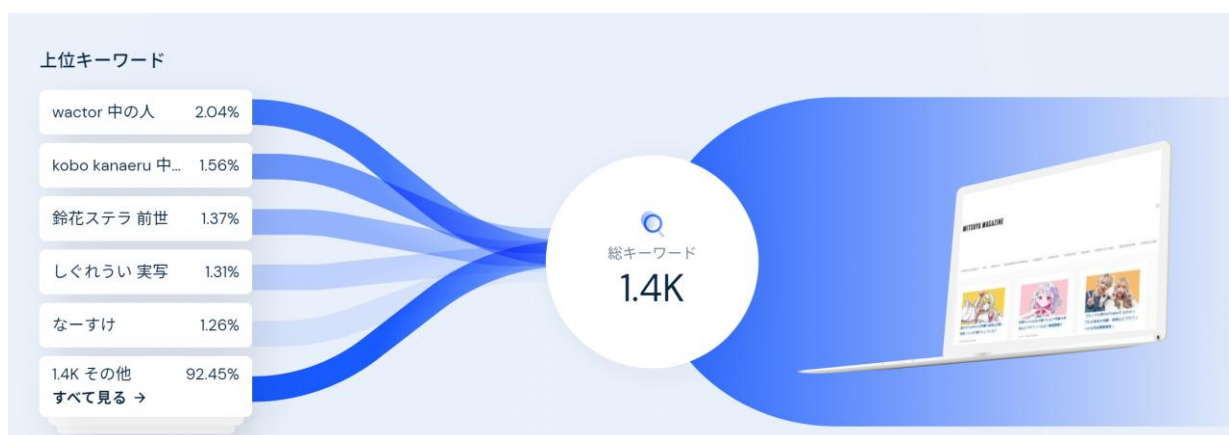 上位キーワード
wactor 中の人 2.04%
kobo kanaeru 中... 1.56%
鈴花ステラ 前世 1.37%
しぐれうい 実写 1.31%
なーすけ 1.26%
1.4K その他 92.45%
すべて見る →
総キーワード
1.4K
MITSUYA MAGAZINE